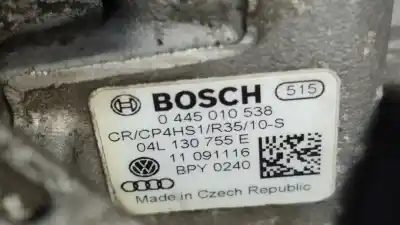 BOSCH 515
0 445 010 538
CR/CP4HS1/R35/10-S
04L 130 755 E
11 091116
BPY 0240
Made in Czech Republic